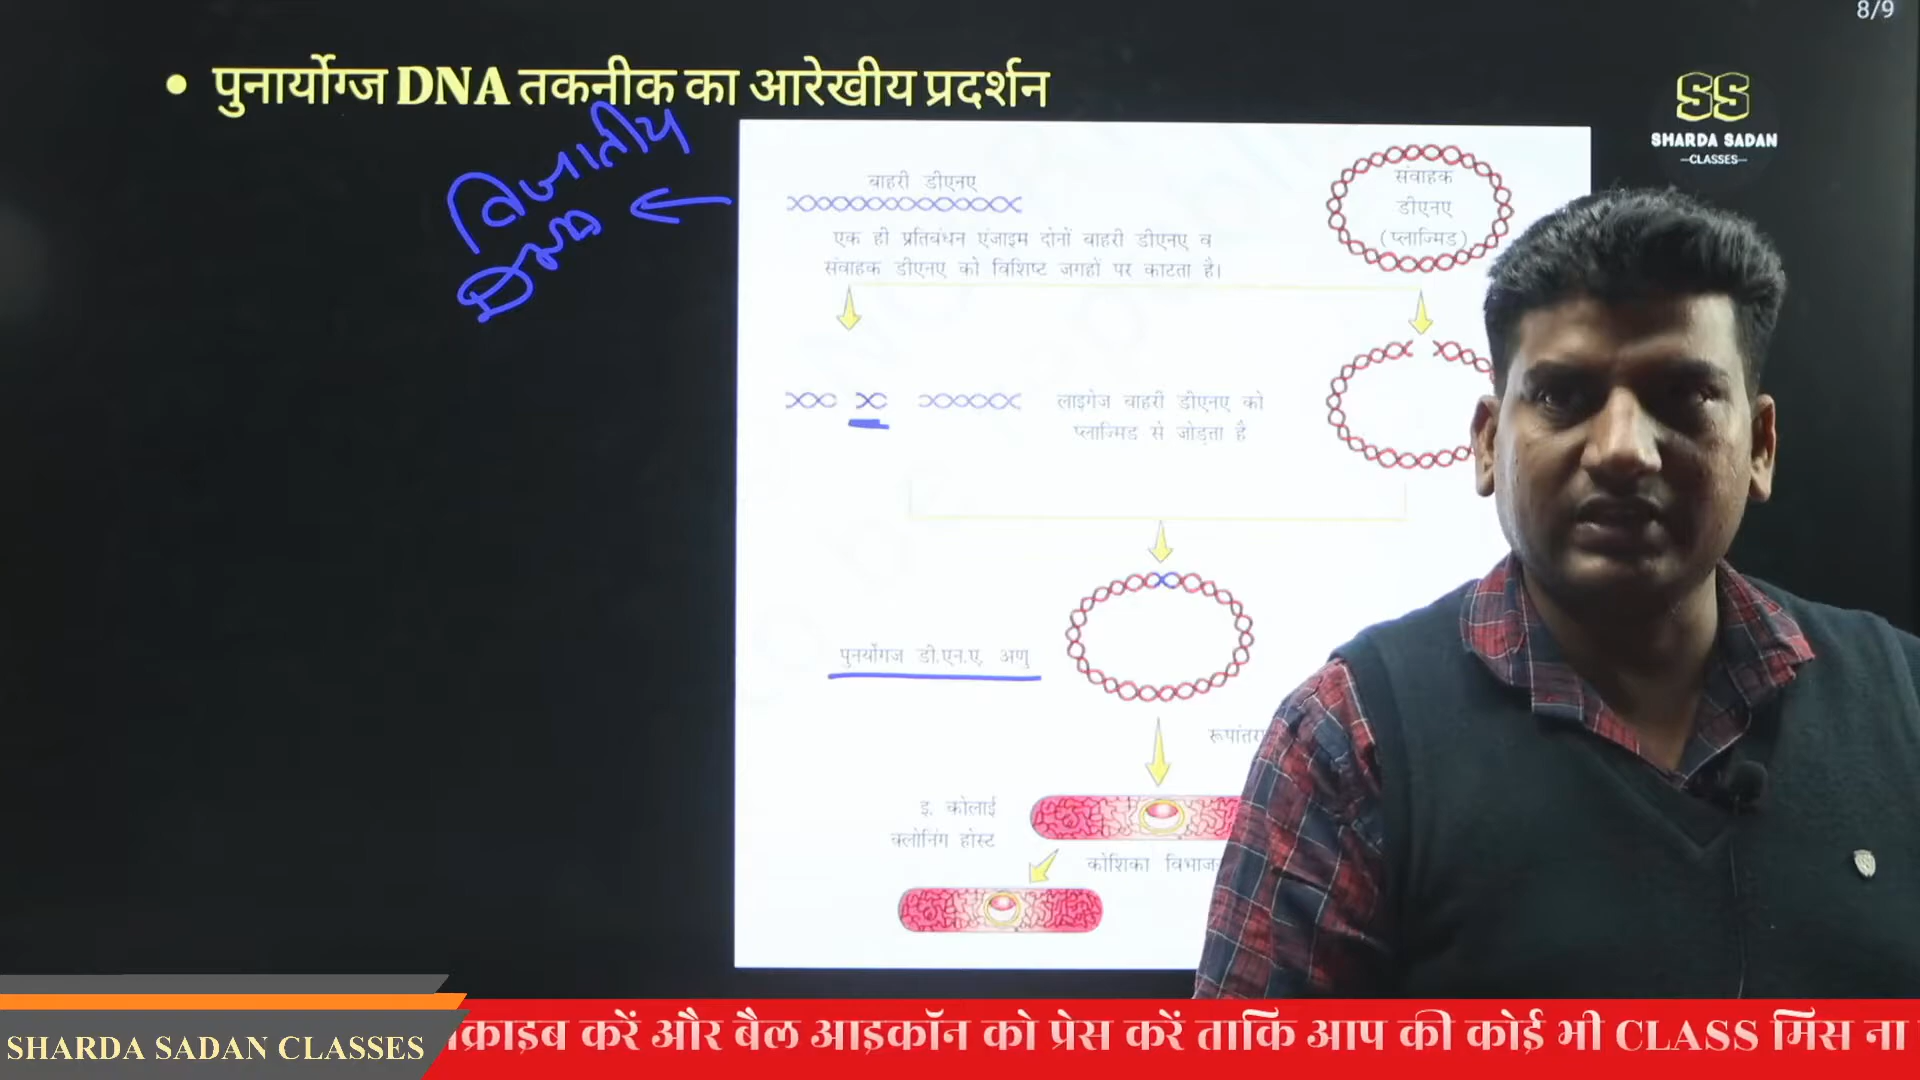 8/9
• पुनार्योग्ज DNA तकनीक का आरेखीय प्रदर्शन
SS
SHARDA SADAN
—CLASSES—
विजातीय
DNA
बाहरी डीएनए
संवाहक
डीएनए
(प्लाज्मिड)
एक ही प्रतिबंधन एंजाइम दोनों बाहरी डीएनए व
संवाहक डीएनए को विशिष्ट जगहों पर काटता है।
लाइगेज बाहरी डीएनए को
प्लाज्मिड से जोड़ता है
पुनर्योगज डी.एन.ए. अणु
रूपांतरा
इ. कोलाई
क्लोनिंग होस्ट
कोशिका विभाज
SHARDA SADAN CLASSES
क्राइब करें और बैल आइकॉन को प्रेस करें ताकि आप की कोई भी CLASS मिस ना